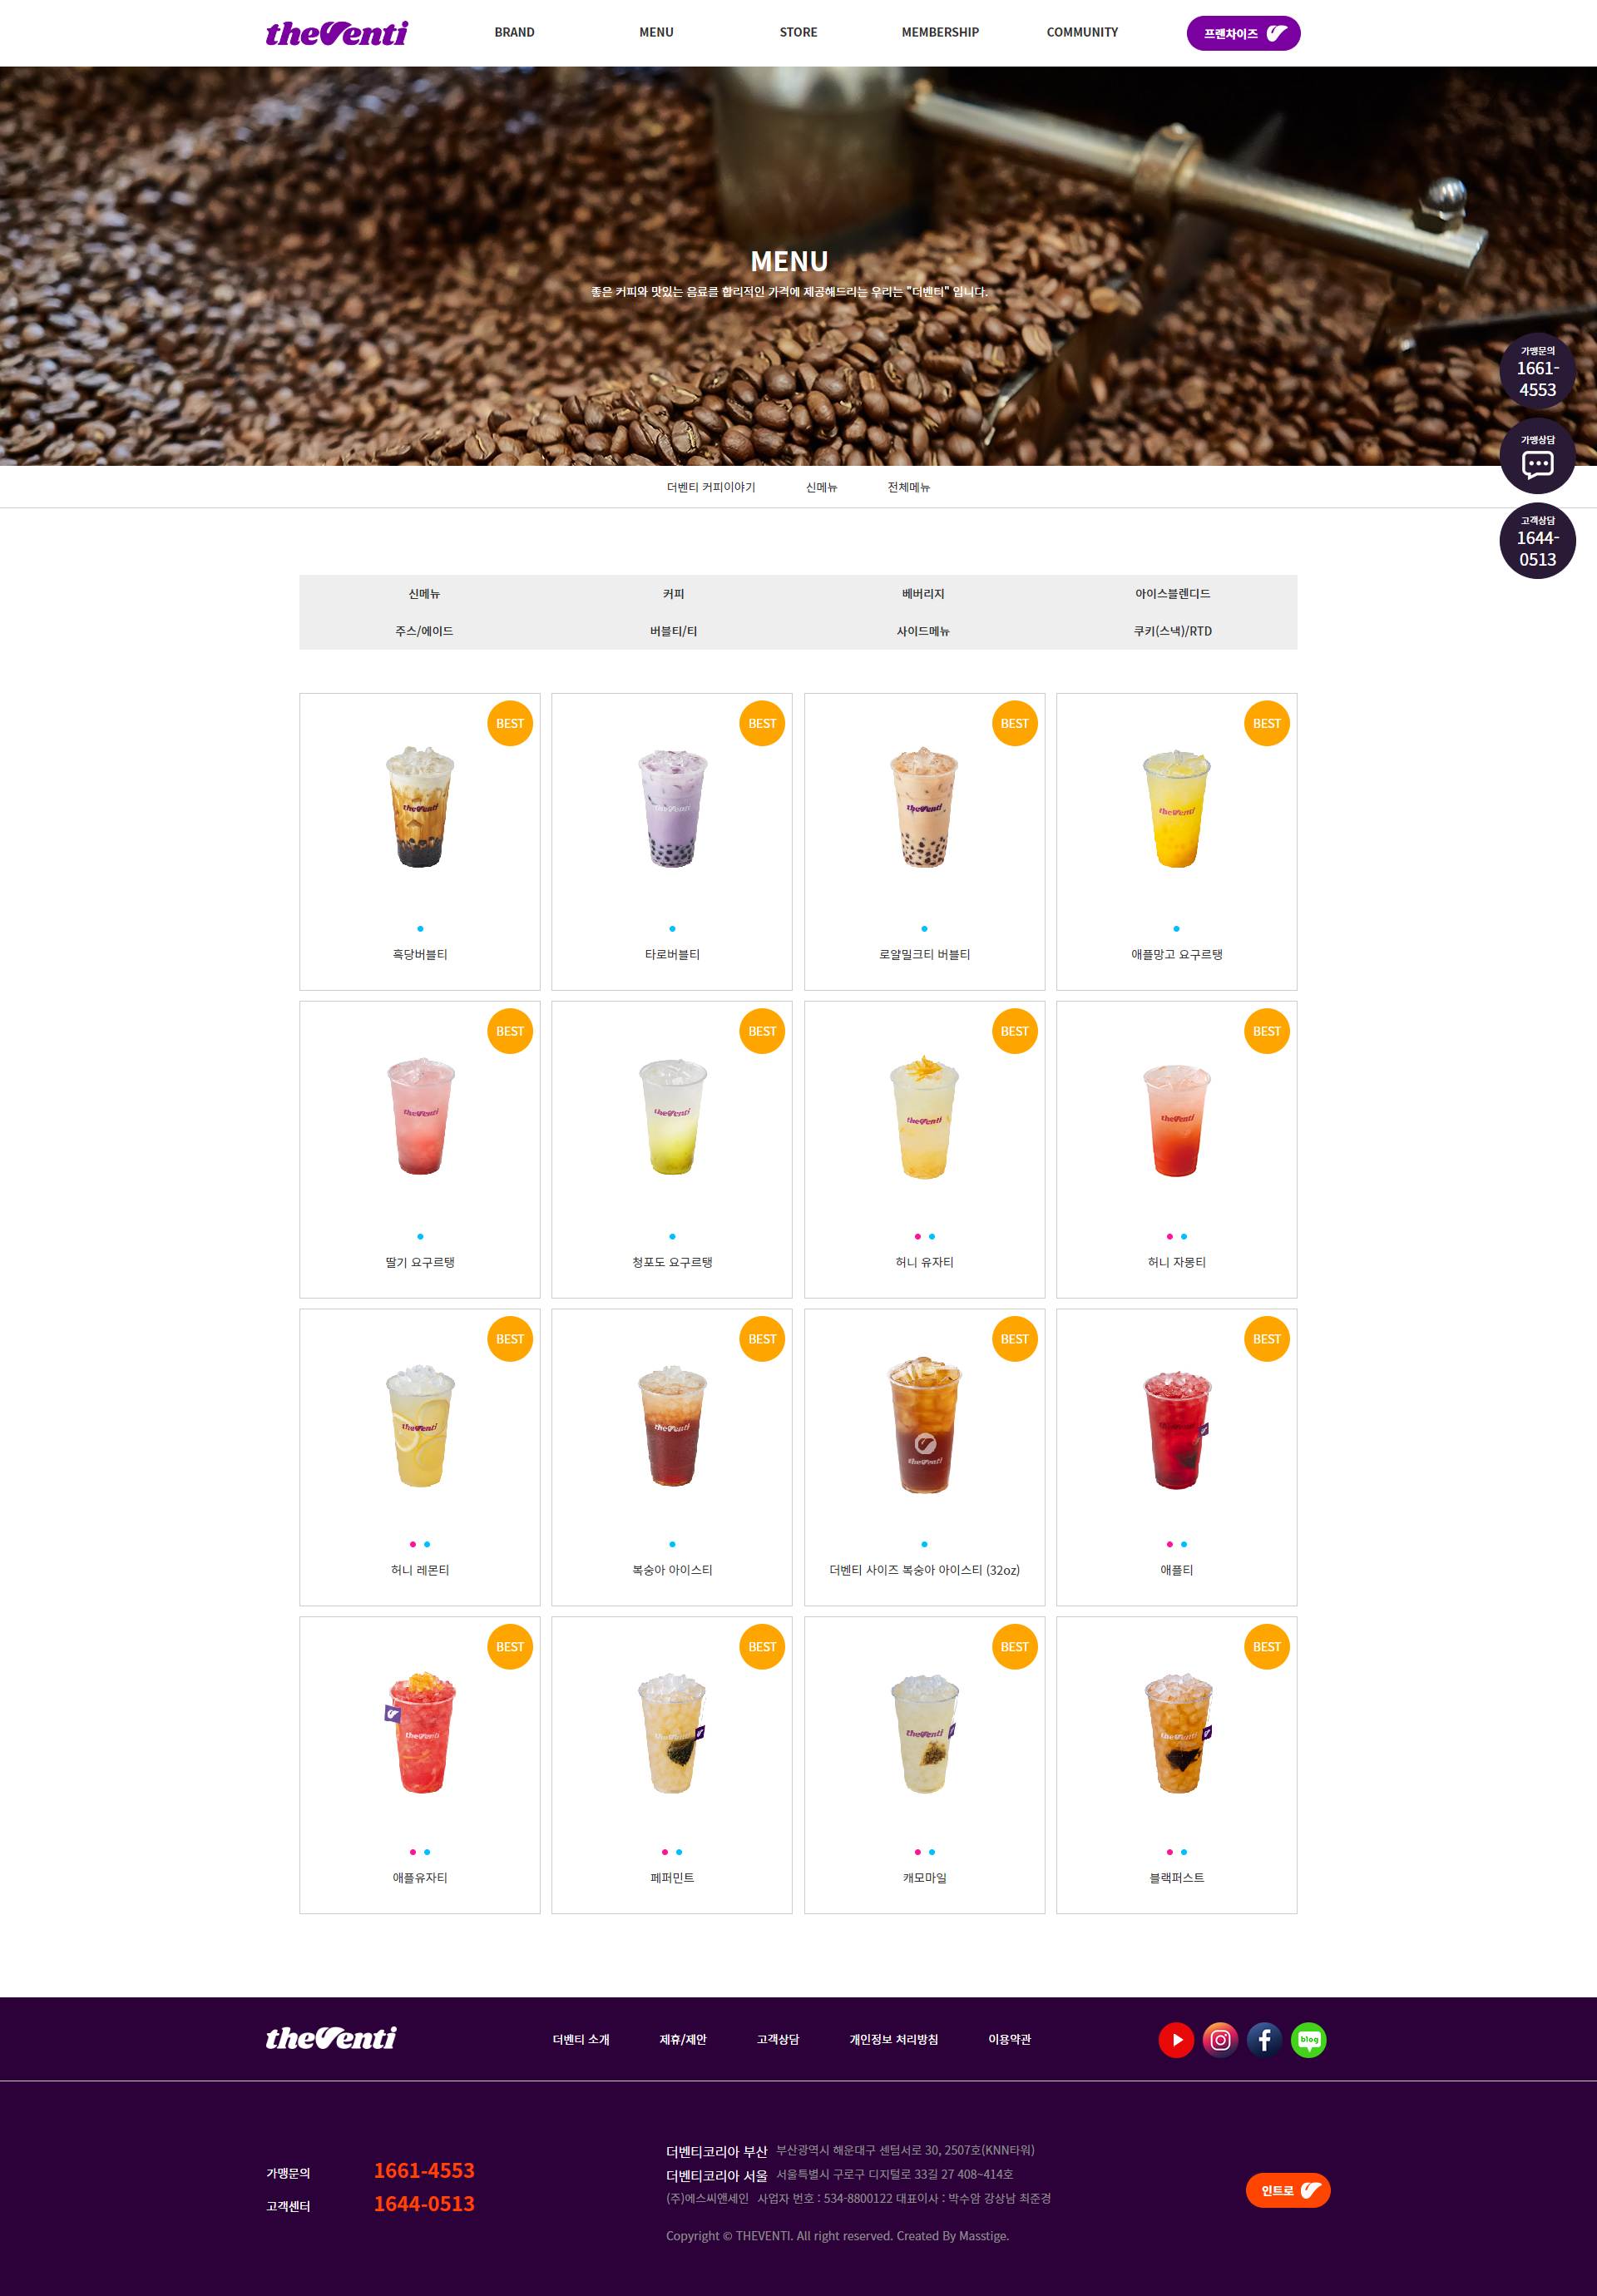 theVenti
BRAND
MENU
STORE
MEMBERSHIP
COMMUNITY
프랜차이즈
MENU
좋은 커피와 맛있는 음료를 합리적인 가격에 제공해드리는 우리는 "더벤티" 입니다.
가맹문의
1661-
4553
가맹상담
고객상담
1644-
0513
더벤티 커피이야기
신메뉴
전체메뉴
신메뉴
커피
베버리지
아이스블렌디드
주스/에이드
버블티/티
사이드메뉴
쿠키(스낵)/RTD
BEST
theVenti
흑당버블티
BEST
theVenti
타로버블티
BEST
theVenti
로얄밀크티 버블티
BEST
theVenti
애플망고 요구르탱
BEST
theVenti
딸기 요구르탱
BEST
theVenti
청포도 요구르탱
BEST
theVenti
허니 유자티
BEST
theVenti
허니 자몽티
BEST
theVenti
허니 레몬티
BEST
theVenti
복숭아 아이스티
BEST
theVenti
더벤티 사이즈 복숭아 아이스티 (32oz)
BEST
애플티
BEST
theVenti
애플유자티
BEST
theVenti
페퍼민트
BEST
theVenti
캐모마일
BEST
theVenti
블랙퍼스트
theVenti
더벤티 소개
제휴/제안
고객상담
개인정보 처리방침
이용약관
blog
가맹문의 1661-4553
고객센터 1644-0513
더벤티코리아 부산 부산광역시 해운대구 센텀서로 30, 2507호(KNN타워)
더벤티코리아 서울 서울특별시 구로구 디지털로 33길 27 408~414호
(주)에스씨앤세인 사업자 번호 : 534-8800122 대표이사 : 박수암 강상남 최준경
Copyright © THEVENTI. All right reserved. Created By Masstige.
인트로